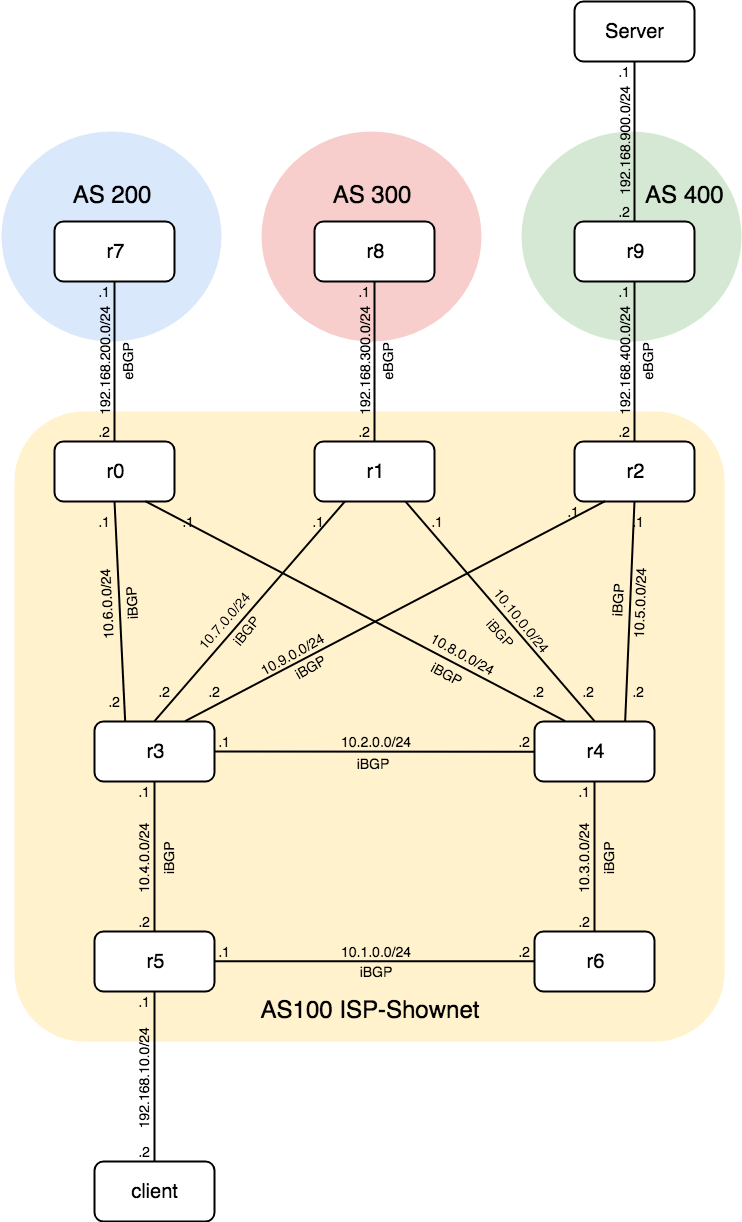 Server
.1
192.168.900.0/24
.2
AS 200
AS 300
AS 400
r7
r8
r9
.1
192.168.200.0/24
eBGP
.2
.1
192.168.300.0/24
eBGP
.2
.1
192.168.400.0/24
eBGP
.2
r0
r1
r2
.1
.1
.1
.1
.1
.1
10.6.0.0/24
iBGP
10.7.0.0/24
iBGP
10.9.0.0/24
iBGP
10.8.0.0/24
iBGP
10.10.0.0/24
iBGP
iBGP
10.5.0.0/24
.2
.2
.2
.2
.2
.2
r3
.1
10.2.0.0/24
iBGP
.2
r4
.1
10.4.0.0/24
iBGP
.2
.1
10.3.0.0/24
iBGP
.2
r5
.1
10.1.0.0/24
iBGP
.2
r6
AS100 ISP-Shownet
.1
192.168.10.0/24
.2
client